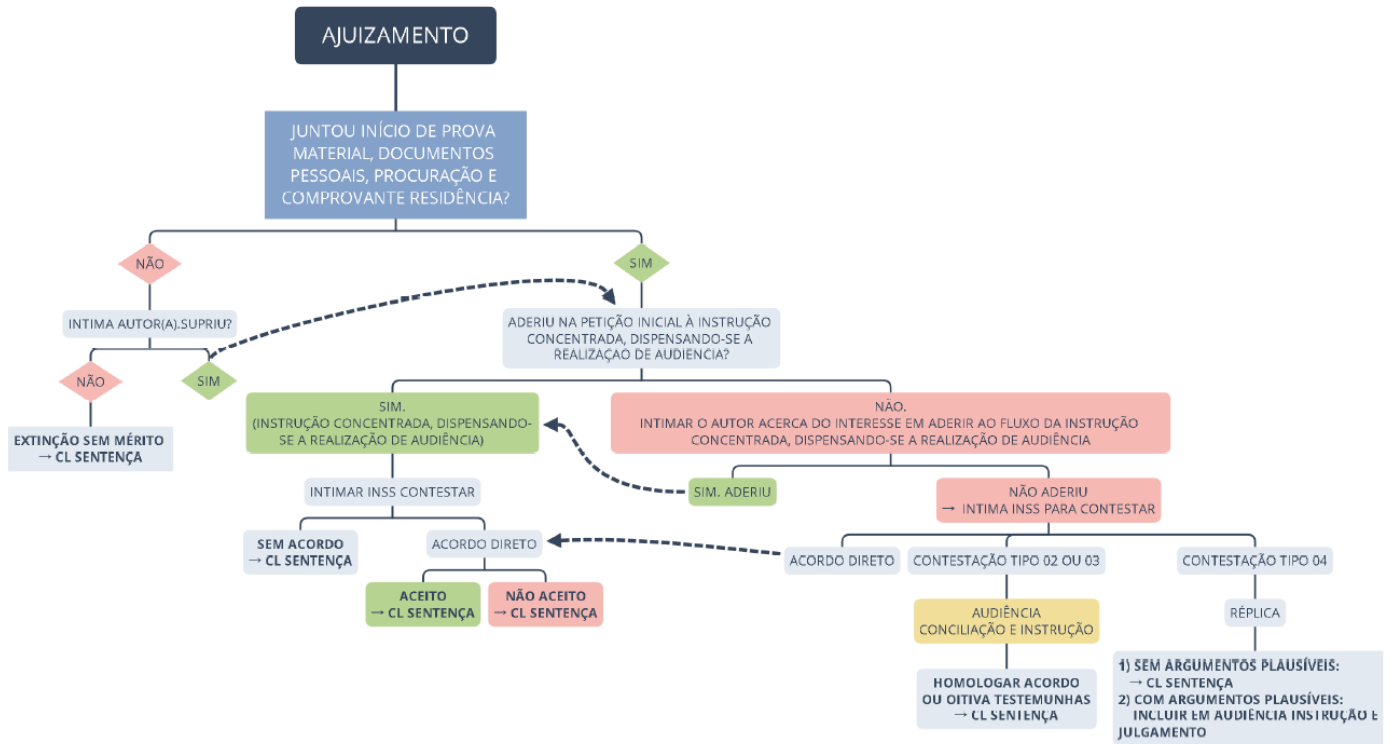 AJUIZAMENTO
JUNTOU INÍCIO DE PROVA
MATERIAL, DOCUMENTOS
PESSOAIS, PROCURAÇÃO E
COMPROVANTE RESIDÊNCIA?
NÃO
SIM
INTIMA AUTOR(A).SUPRIU?
NÃO
SIM
EXTINÇÃO SEM MÉRITO
→ CL SENTENÇA
ADERIU NA PETIÇÃO INICIAL À INSTRUÇÃO
CONCENTRADA, DISPENSANDO-SE A
REALIZAÇÃO DE AUDIENCIA?
SIM.
(INSTRUÇÃO CONCENTRADA, DISPENSANDO-
SE A REALIZAÇÃO DE AUDIÊNCIA)
NÃO.
INTIMAR O AUTOR ACERCA DO INTERESSE EM ADERIR AO FLUXO DA INSTRUÇÃO
CONCENTRADA, DISPENSANDO-SE A REALIZAÇÃO DE AUDIÊNCIA
INTIMAR INSS CONTESTAR
SIM. ADERIU
NÃO ADERIU
→ INTIMA INSS PARA CONTESTAR
SEM ACORDO
→ CL SENTENÇA
ACORDO DIRETO
ACEITO
→ CL SENTENÇA
NÃO ACEITO
→ CL SENTENÇA
ACORDO DIRETO
CONTESTAÇÃO TIPO 02 OU 03
CONTESTAÇÃO TIPO 04
AUDIÊNCIA
CONCILIAÇÃO E INSTRUÇÃO
RÉPLICA
HOMOLOGAR ACORDO
OU OITIVA TESTEMUNHAS
→ CL SENTENÇA
1) SEM ARGUMENTOS PLAUSÍVEIS:
→ CL SENTENÇA
2) COM ARGUMENTOS PLAUSÍVEIS:
INCLUIR EM AUDIÊNCIA INSTRUÇÃO E
JULGAMENTO